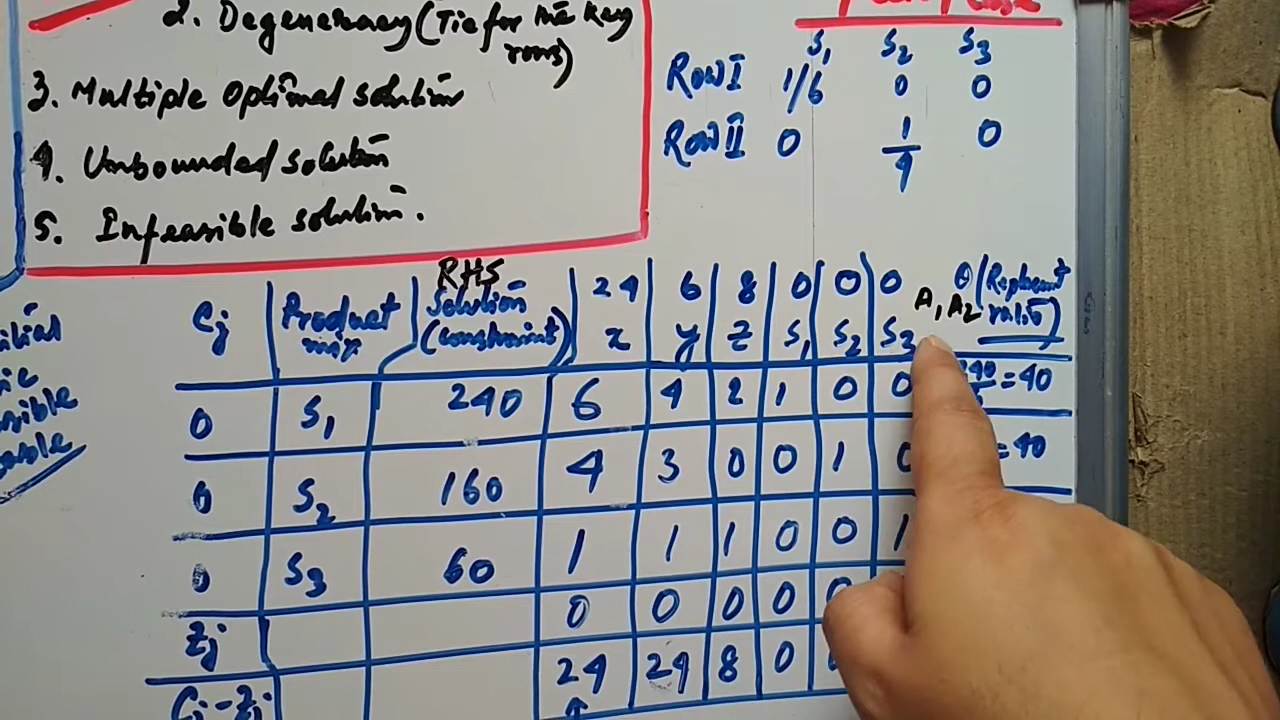 2. Degeneracy (Tie for the key
rows)
3. Multiple optimal solution
4. Unbounded solution
5. Infeasible solution.
S1 S2 S3
Row I 1/6 0 0
Row II 0 1/4 0
Cj Product mix RHS solution (constraint) 24 x 6 y 8 z 0 S1 0 S2 0 S3 A1, A2 θ (Replacement ratio)
0 S1 240 6 4 2 1 0 0 240 = 40
0 S2 160 4 3 0 0 1 0 = 40
0 S3 60 1 1 1 0 0 1
Zj 0 0 0 0
Cj - Zj 24 24 8 0